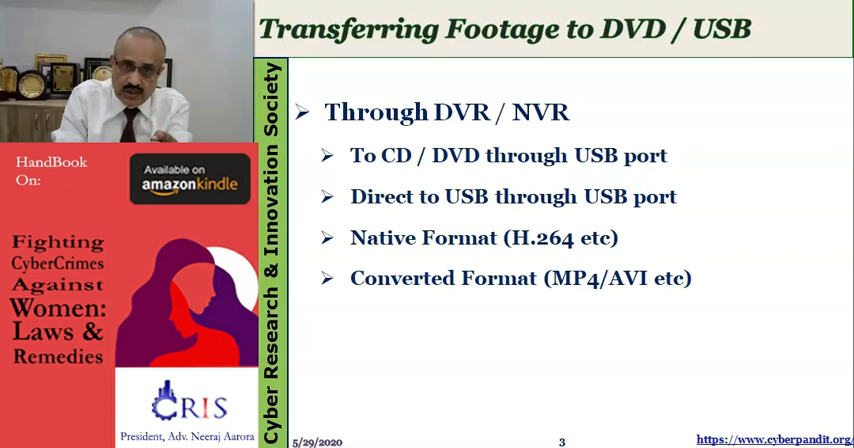 Transferring Footage to DVD / USB
Through DVR / NVR
To CD / DVD through USB port
Direct to USB through USB port
Native Format (H.264 etc)
Converted Format (MP4/AVI etc)
Cyber Research & Innovation Society
HandBook
On:
Available on
amazonkindle
Fighting
CyberCrimes
Against
Women:
Laws &
Remedies
CRIS
President, Adv. Neeraj Aarora
5/29/2020
3
https://www.cyberpandit.org/